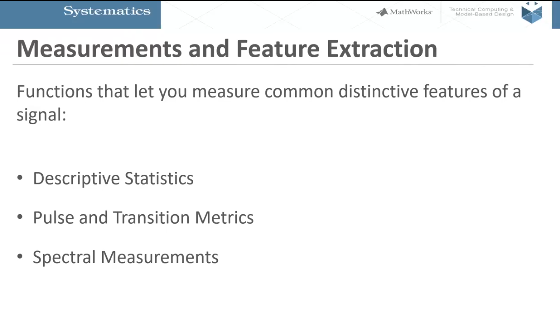 Systematics
MathWorks
Technical Computing &
Model-Based Design
Measurements and Feature Extraction
Functions that let you measure common distinctive features of a
signal:
• Descriptive Statistics
• Pulse and Transition Metrics
• Spectral Measurements